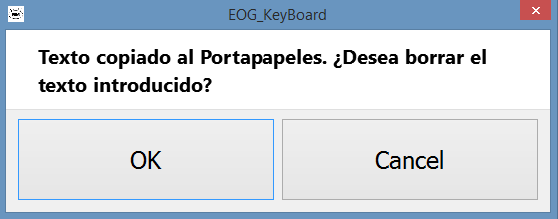 EOG_KeyBoard
Texto copiado al Portapapeles. ¿Desea borrar el
texto introducido?
OK Cancel